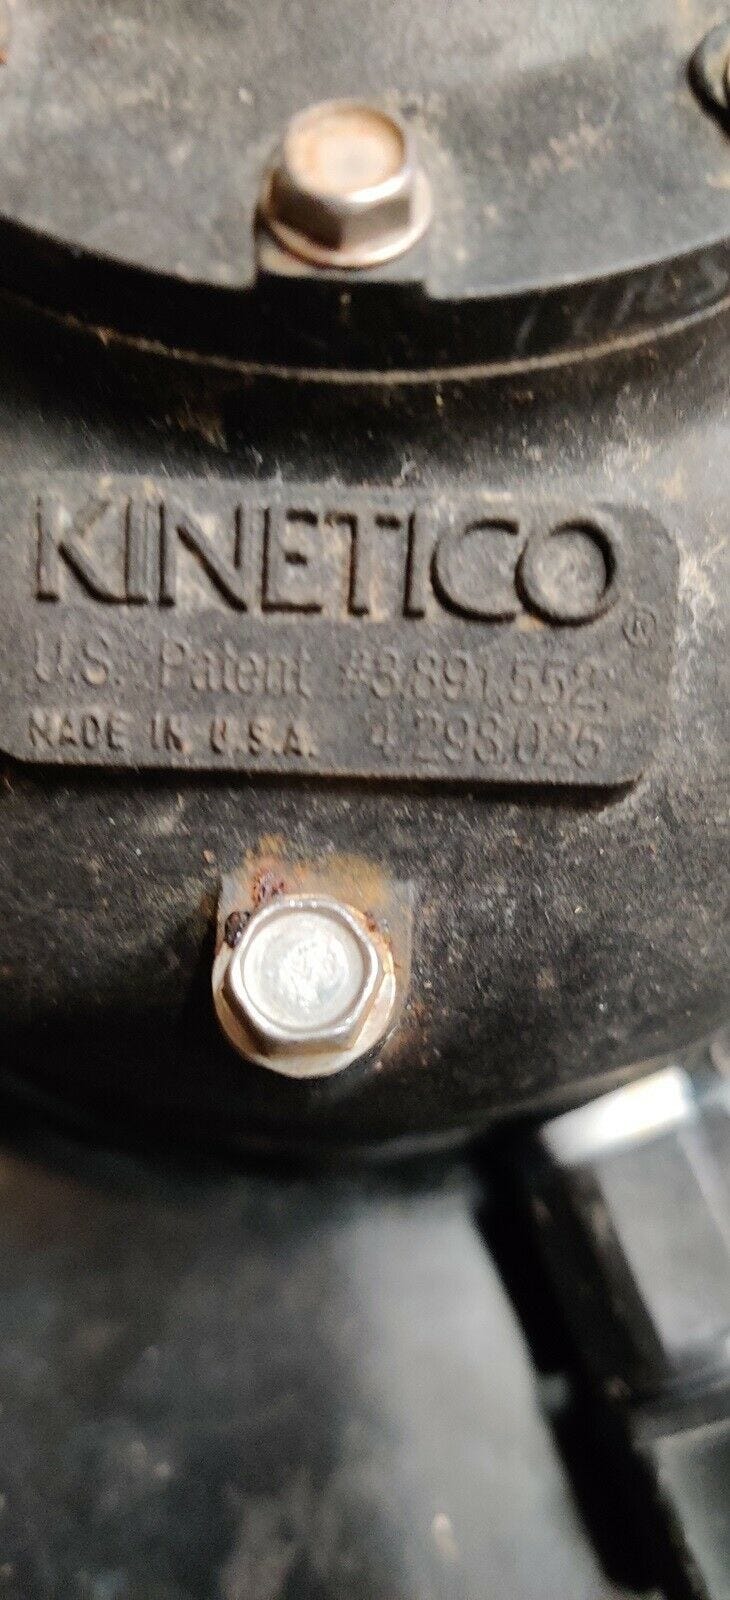 KINETICO®
U.S. Patent #3,891,552;
MADE IN U.S.A. 4,298,025